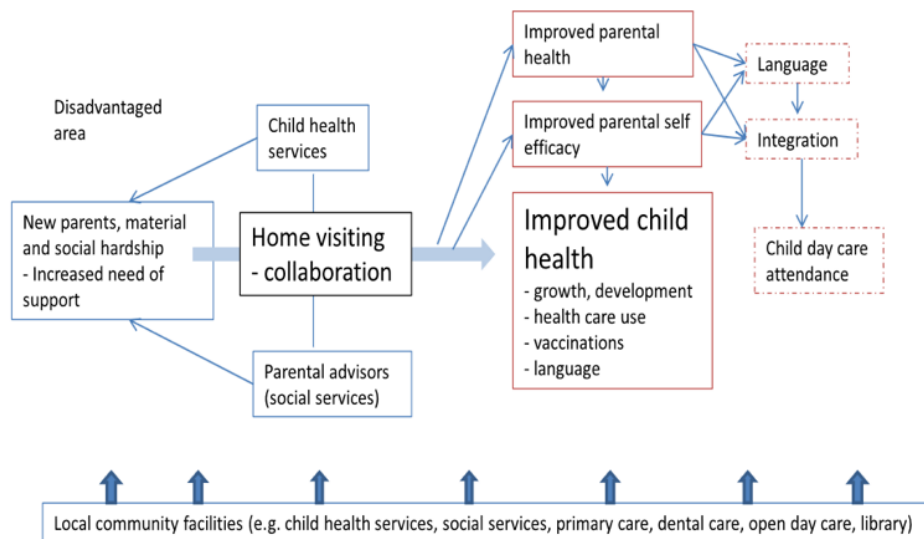 Disadvantaged
area
Child health
services
New parents, material
and social hardship
- Increased need of
support
Home visiting
- collaboration
Parental advisors
(social services)
Improved parental
health
Improved parental self
efficacy
Improved child
health
- growth, development
- health care use
- vaccinations
- language
Language
Integration
Child day care
attendance
Local community facilities (e.g. child health services, social services, primary care, dental care, open day care, library)